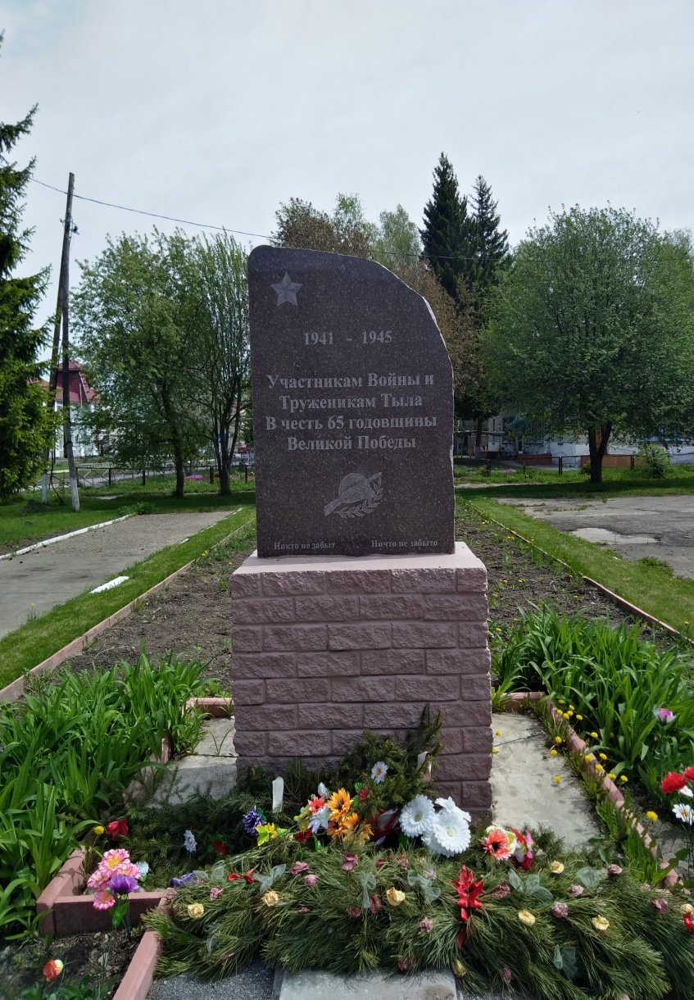 1941 - 1945
Участникам Войны и
Труженикам Тыла
В честь 65 годовщины
Великой Победы
Никто не забыт Ничто не забыто